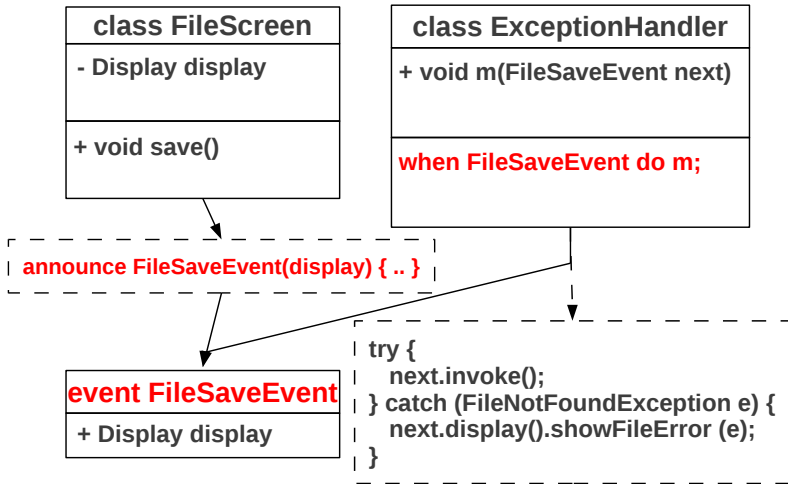 class FileScreen
- Display display
+ void save()
class ExceptionHandler
+ void m(FileSaveEvent next)
when FileSaveEvent do m;
announce FileSaveEvent(display) { .. }
event FileSaveEvent
+ Display display
try {
next.invoke();
} catch (FileNotFoundException e) {
next.display().showFileError (e);
}